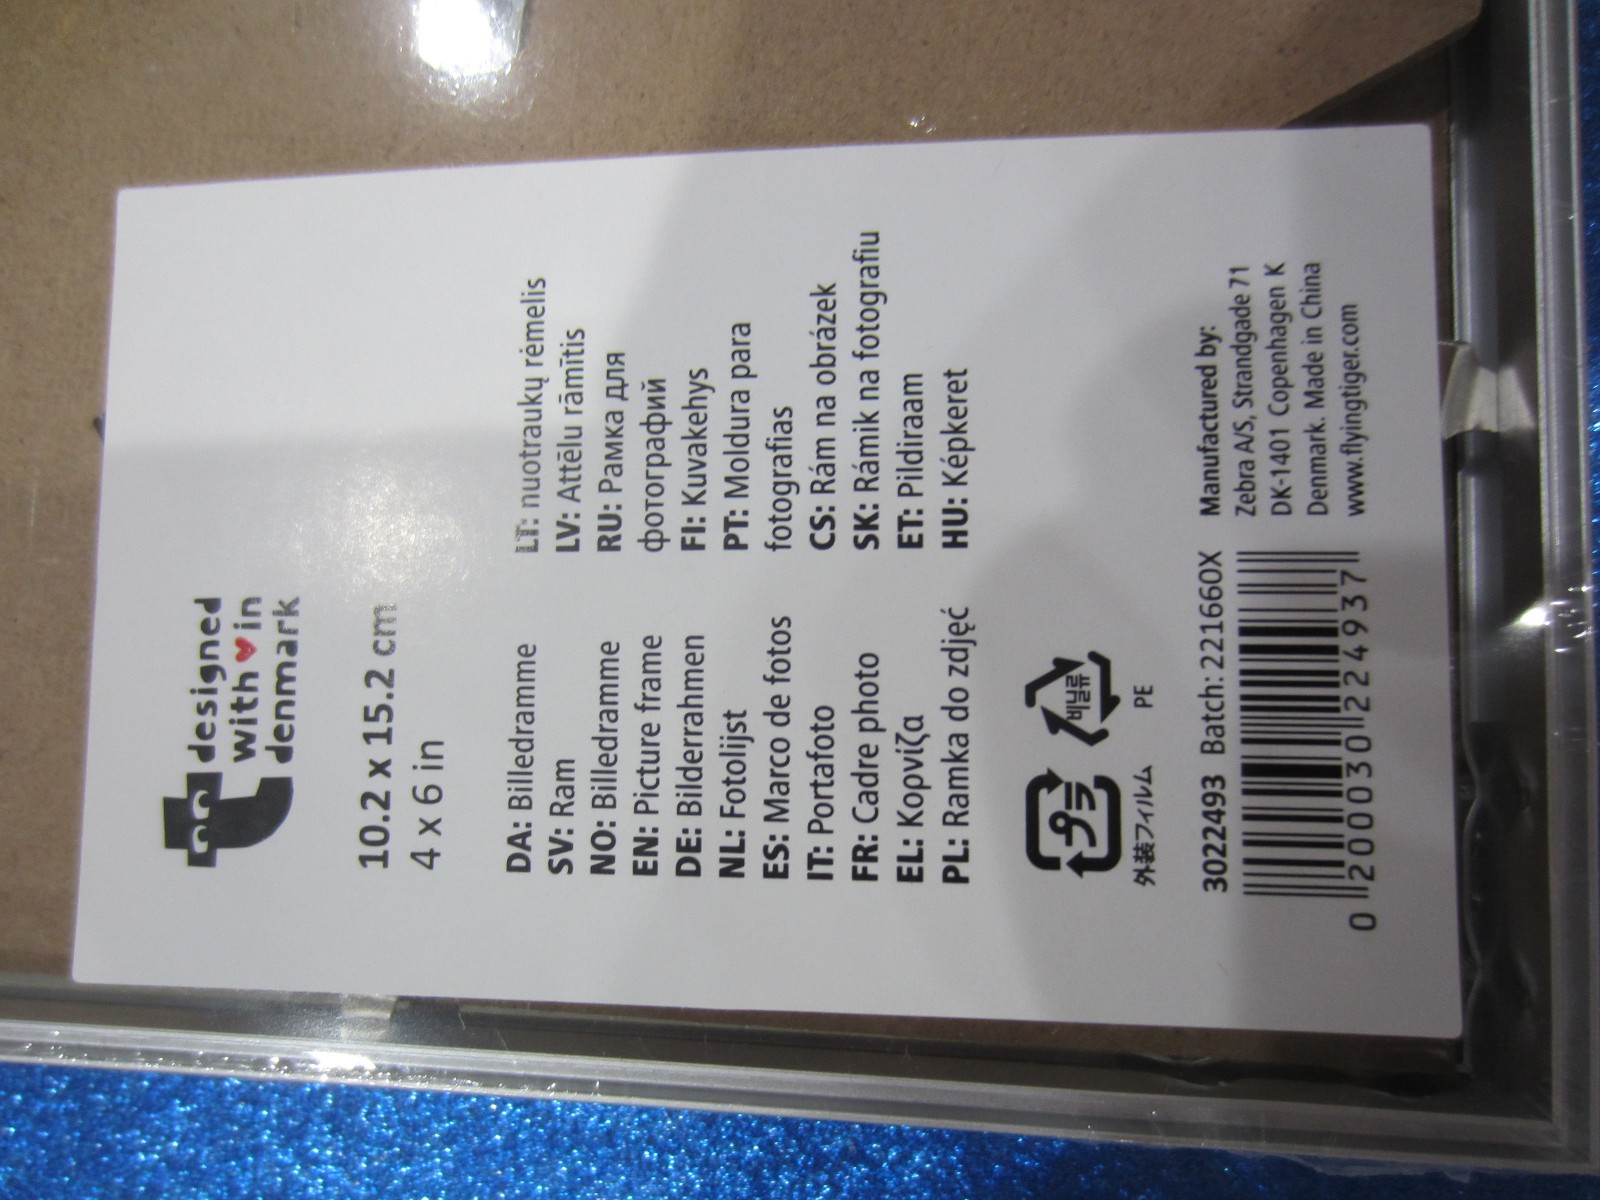 designed
with in
denmark
10.2 x 15.2 cm
4 x 6 in
DA: Billedramme
SV: Ram
NO: Billedramme
EN: Picture frame
DE: Bilderrahmen
NL: Fotolijst
ES: Marco de fotos
IT: Portafoto
FR: Cadre photo
EL: Κορνίζα
PL: Ramka do zdjęć
LT: nuotraukų rėmelis
LV: Attēlu rāmītis
RU: Рамка для
фотографий
FI: Kuvakehys
PT: Moldura para
fotografias
CS: Rám na obrázek
SK: Rámik na fotografiu
ET: Pildiraam
HU: Képkeret
プラ
비닐류
外装フィルム PE
3022493 Batch: 221660X
0 200030 224937
Manufactured by:
Zebra A/S, Strandgade 71
DK-1401 Copenhagen K
Denmark. Made in China
www.flyingtiger.com